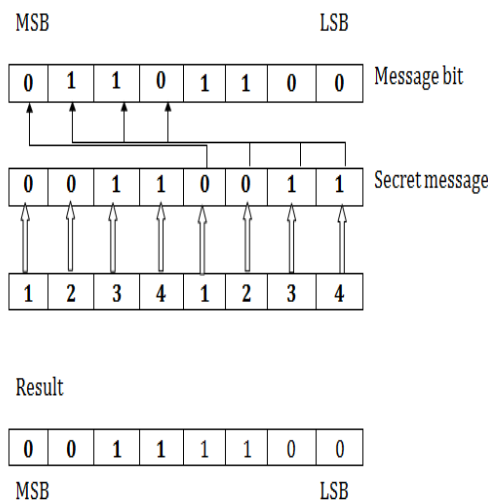 MSB LSB
0 1 1 0 1 1 0 0 Message bit
0 0 1 1 0 0 1 1 Secret message
1 2 3 4 1 2 3 4
Result
0 0 1 1 1 1 0 0
MSB LSB